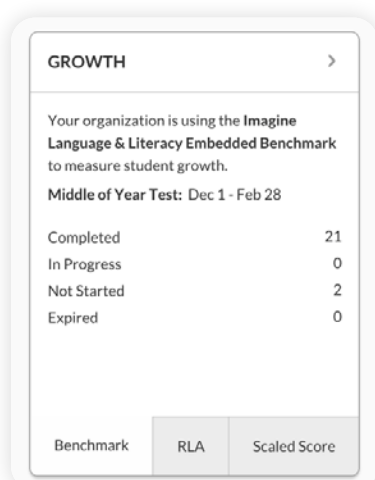 GROWTH
Your organization is using the Imagine
Language & Literacy Embedded Benchmark
to measure student growth.
Middle of Year Test: Dec 1 - Feb 28
Completed 21
In Progress 0
Not Started 2
Expired 0
Benchmark RLA Scaled Score